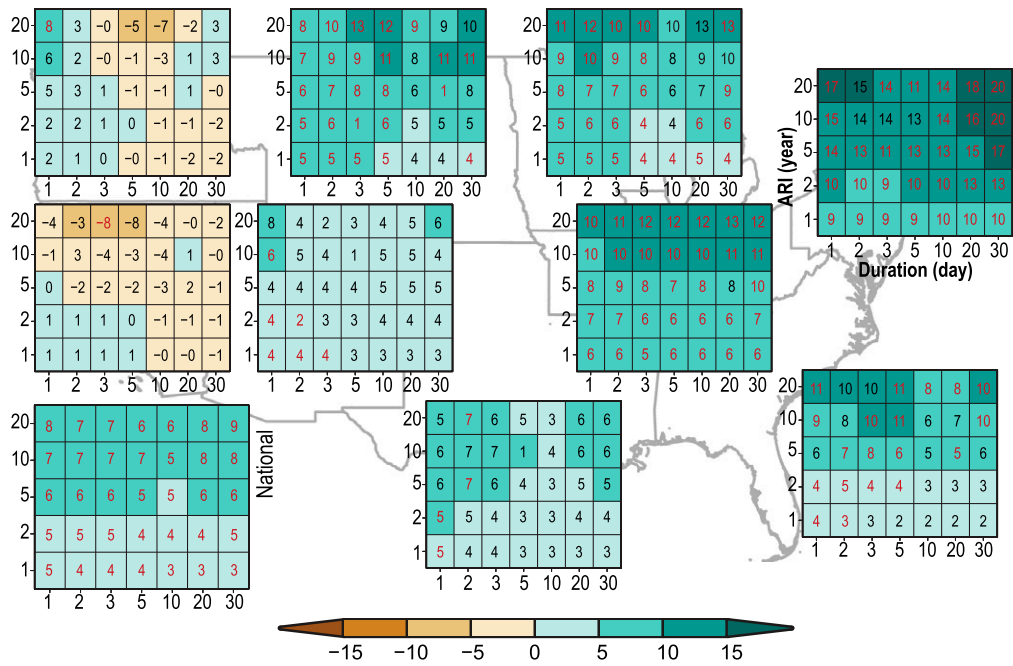 20 8 3 −0 −5 −7 −2 3
10 6 2 −0 −1 −3 1 3
5 5 3 1 −1 −1 1 −0
2 2 2 1 0 −1 −1 −2
1 2 1 0 −0 −1 −2 −2
1 2 3 5 10 20 30
20 8 10 13 12 9 9 10
10 7 9 9 11 8 11 11
5 6 7 8 8 6 1 8
2 5 6 1 6 5 5 5
1 5 5 5 5 4 4 4
1 2 3 5 10 20 30
20 11 12 10 10 10 13 13
10 9 10 9 8 8 9 10
5 8 7 7 6 6 7 9
2 5 6 6 4 4 6 6
1 5 5 5 4 4 5 4
1 2 3 5 10 20 30
ARI (year)
20 17 15 14 11 14 18 20
10 15 14 14 13 14 16 20
5 14 13 11 13 13 15 17
2 10 10 9 10 10 13 13
1 9 9 9 9 10 10 10
1 2 3 5 10 20 30
Duration (day)
20 −4 −3 −8 −8 −4 −0 −2
10 −1 3 −4 −3 −4 1 −0
5 0 −2 −2 −2 −3 2 −1
2 1 1 1 0 −1 −1 −1
1 1 1 1 1 −0 −0 −1
1 2 3 5 10 20 30
20 8 4 2 3 4 5 6
10 6 5 4 1 5 5 4
5 4 4 4 4 5 5 5
2 4 2 3 3 4 4 4
1 4 4 4 3 3 3 3
1 2 3 5 10 20 30
20 10 11 12 12 12 13 12
10 10 10 10 10 10 11 11
5 8 9 8 7 8 8 10
2 7 7 6 6 6 6 7
1 6 6 5 6 6 6 6
1 2 3 5 10 20 30
20 11 10 10 11 8 8 10
10 9 8 10 11 6 7 10
5 6 7 8 6 5 5 6
2 4 5 4 4 3 3 3
1 4 3 3 2 2 2 2
1 2 3 5 10 20 30
20 8 7 7 6 6 8 9
10 7 7 7 7 5 8 8
5 6 6 6 5 5 6 6
2 5 5 5 4 4 4 5
1 5 4 4 4 3 3 3
1 2 3 5 10 20 30
National
20 5 7 6 5 3 6 6
10 6 7 7 1 4 6 6
5 6 7 6 4 3 5 5
2 5 5 4 3 3 4 4
1 5 4 4 3 3 3 3
1 2 3 5 10 20 30
−15 −10 −5 0 5 10 15